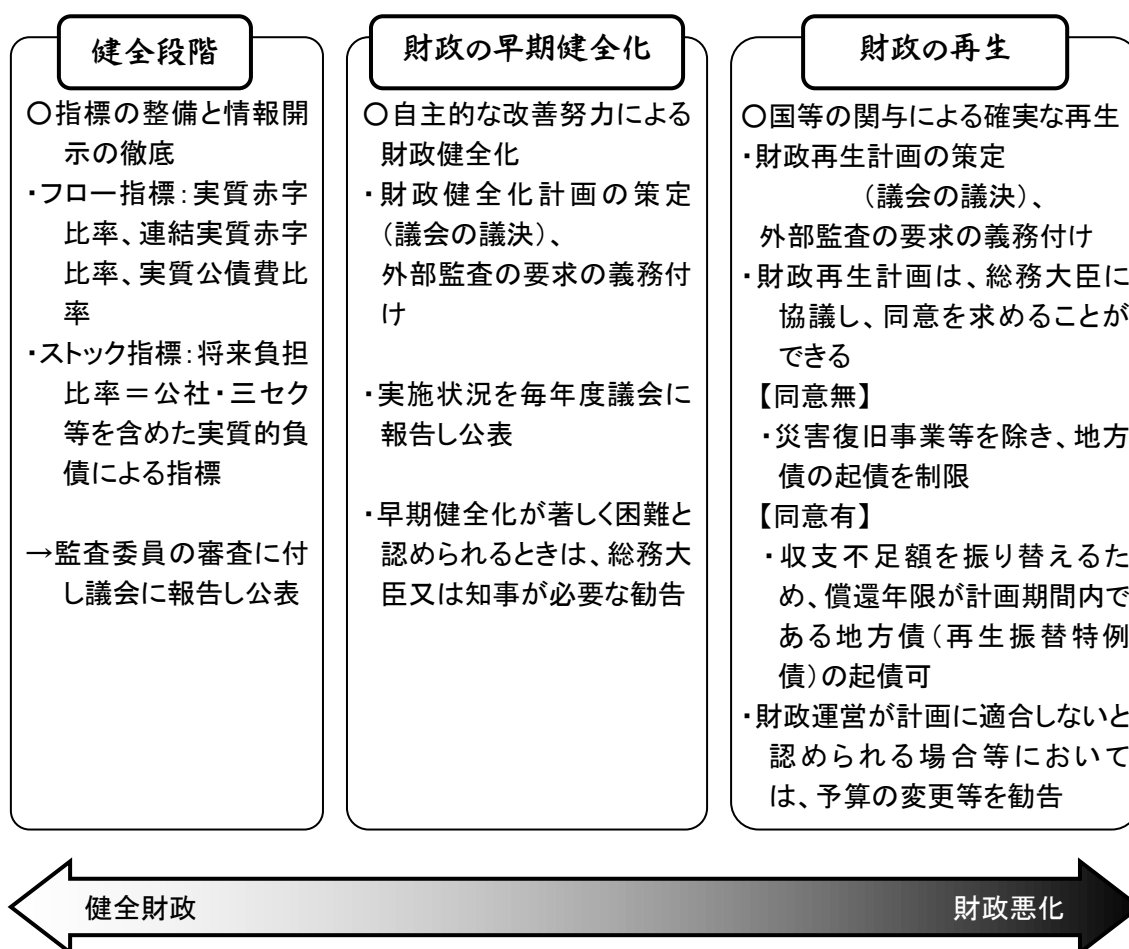 健全段階
○指標の整備と情報開
示の徹底
・フロー指標：実質赤字
比率、連結実質赤字
比率、実質公債費比
率
・ストック指標：将来負担
比率＝公社・三セク
等を含めた実質的負
債による指標
→監査委員の審査に付
し議会に報告し公表
財政の早期健全化
○自主的な改善努力による
財政健全化
・財政健全化計画の策定
（議会の議決）、
外部監査の要求の義務付
け
・実施状況を毎年度議会に
報告し公表
・早期健全化が著しく困難と
認められるときは、総務大
臣又は知事が必要な勧告
財政の再生
○国等の関与による確実な再生
・財政再生計画の策定
（議会の議決）、
外部監査の要求の義務付け
・財政再生計画は、総務大臣に
協議し、同意を求めることが
できる
【同意無】
・災害復旧事業等を除き、地方
債の起債を制限
【同意有】
・収支不足額を振り替えるた
め、償還年限が計画期間内で
ある地方債（再生振替特例
債）の起債可
・財政運営が計画に適合しないと
認められる場合等において
は、予算の変更等を勧告
健全財政
財政悪化